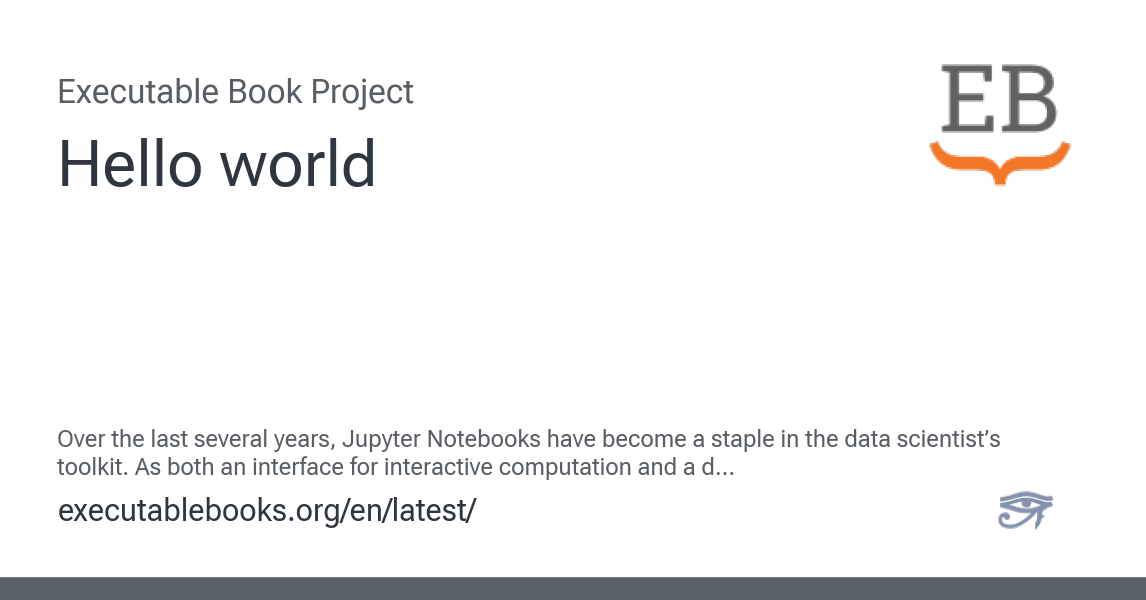 Executable Book Project
EB
Hello world
Over the last several years, Jupyter Notebooks have become a staple in the data scientist’s
toolkit. As both an interface for interactive computation and a d...
executablebooks.org/en/latest/